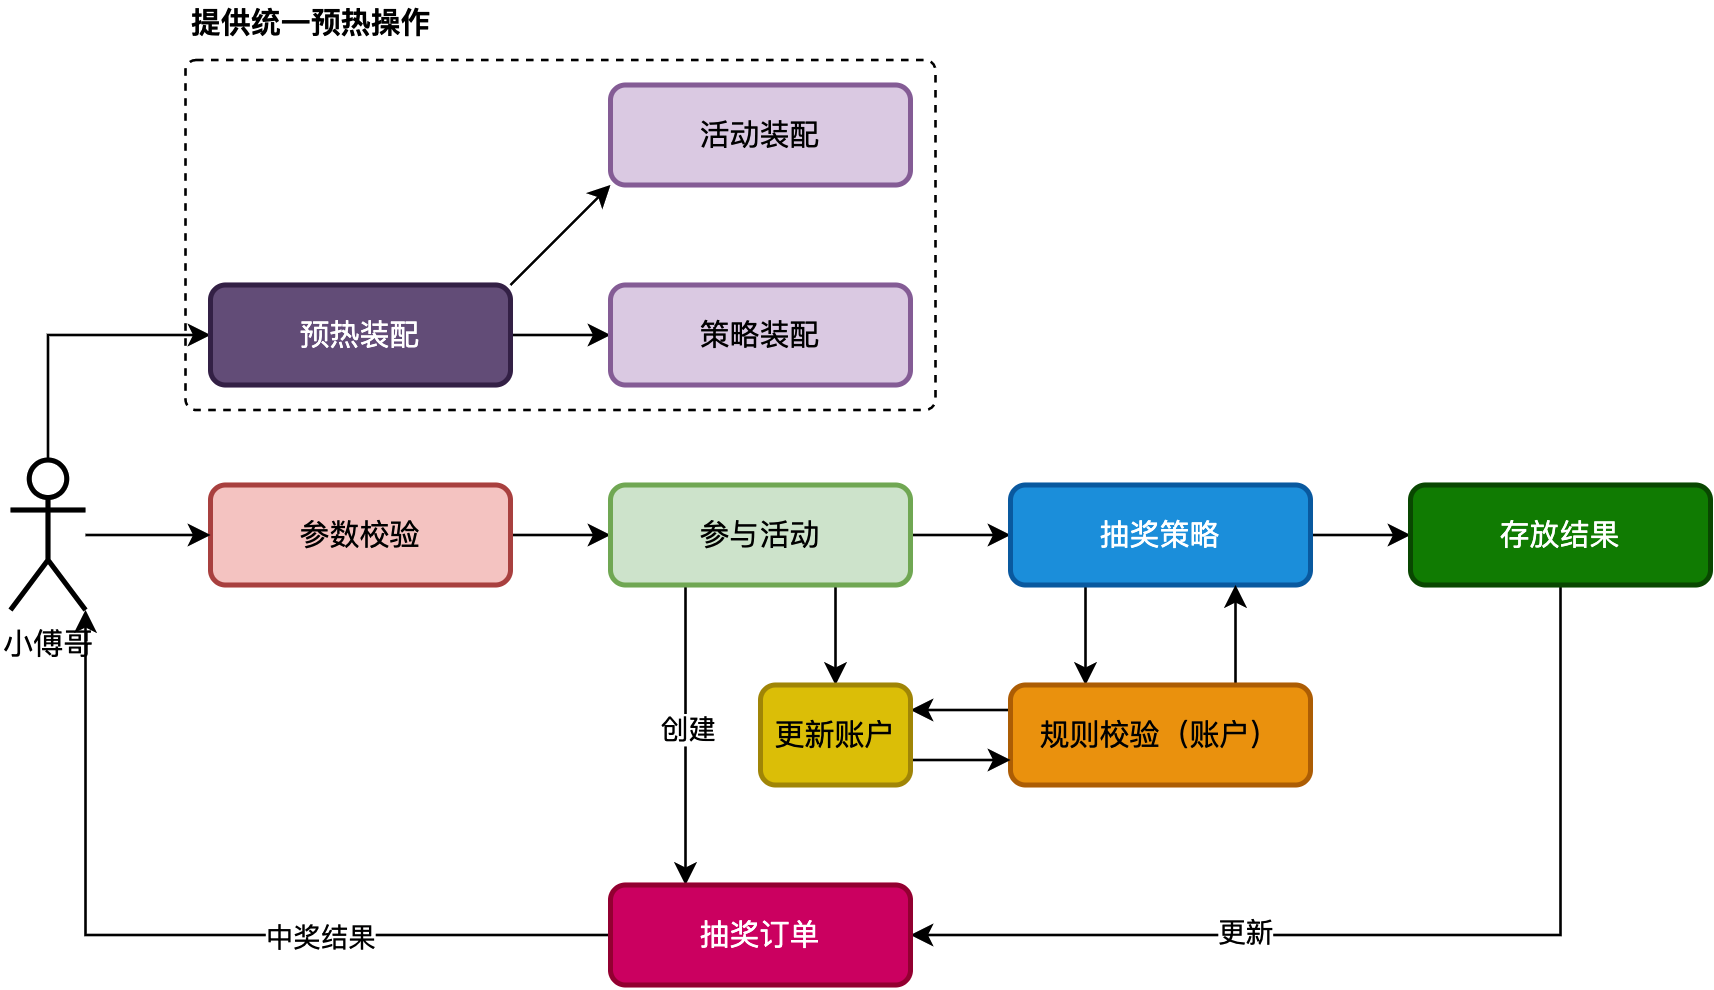 提供统一预热操作
活动装配
预热装配
策略装配
参数校验
参与活动
抽奖策略
存放结果
小傅哥
创建
更新账户
规则校验（账户）
抽奖订单
中奖结果
更新